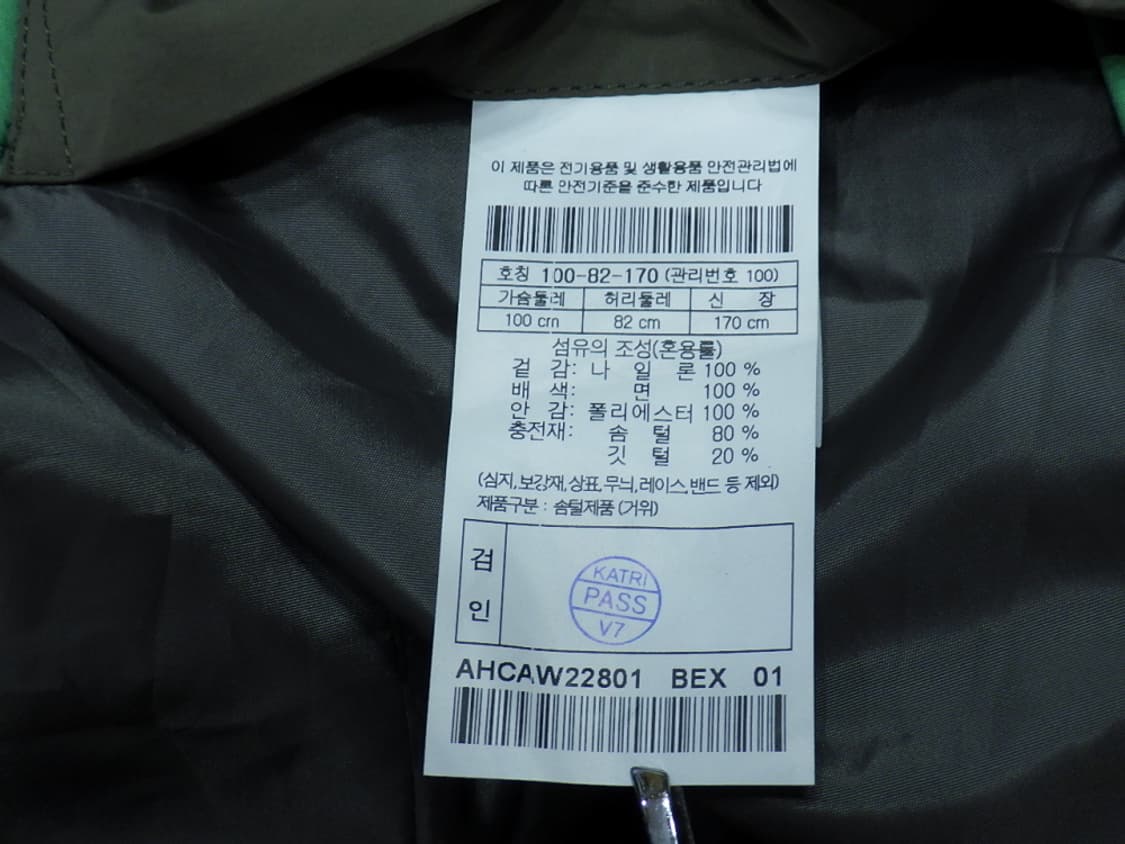 이 제품은 전기용품 및 생활용품 안전관리법에
따른 안전기준을 준수한 제품입니다
호칭 100-82-170 (관리번호 100)
가슴둘레 허리둘레 신 장
100 cm 82 cm 170 cm
섬유의 조성(혼용률)
겉 감: 나 일 론 100 %
배 색: 면 100 %
안 감: 폴리에스터 100 %
충전재: 솜 털 80 %
깃 털 20 %
(심지,보강재,상표,무늬,레이스,밴드 등 제외)
제품구분 : 솜털제품 (거위)
검
인
KATRI
PASS
V7
AHCAW22801 BEX 01